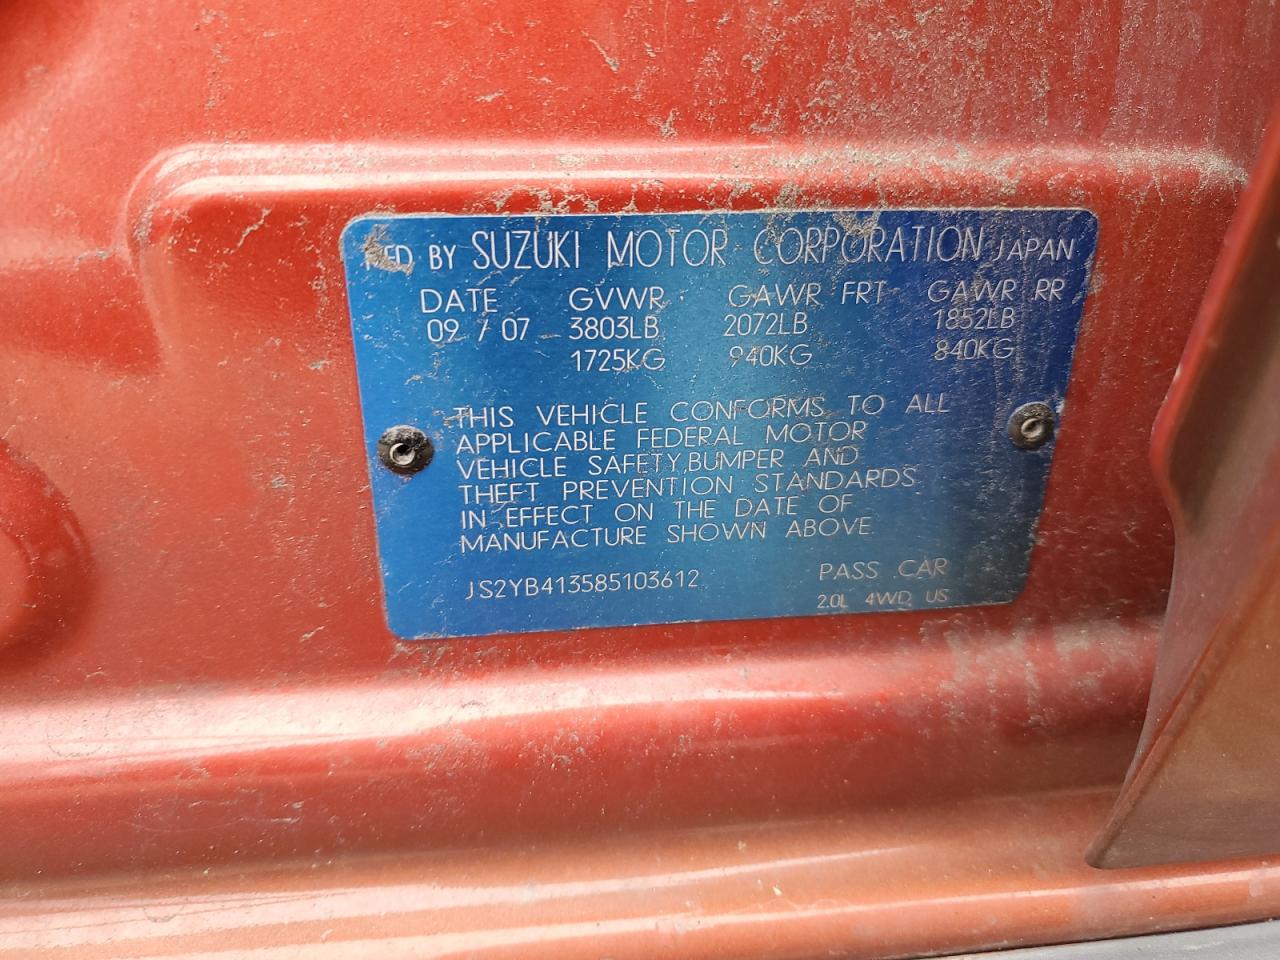 MFD BY SUZUKI MOTOR CORPORATION JAPAN
DATE GVWR GAWR FRT GAWR RR
09 / 07 3803LB 2072LB 1852LB
1725KG 940KG 840KG
THIS VEHICLE CONFORMS TO ALL
APPLICABLE FEDERAL MOTOR
VEHICLE SAFETY,BUMPER AND
THEFT PREVENTION STANDARDS
IN EFFECT ON THE DATE OF
MANUFACTURE SHOWN ABOVE.
JS2YB413585103612 PASS CAR
2.0L 4WD US